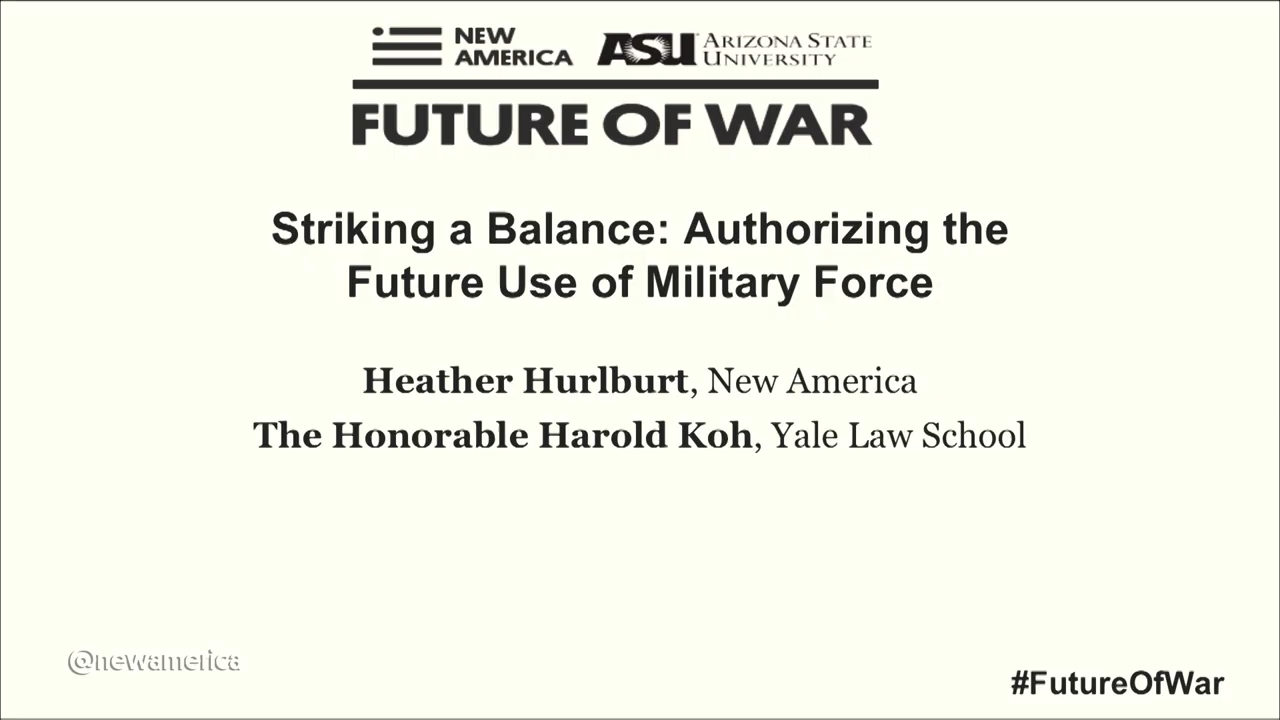 NEW
AMERICA
ASU ARIZONA STATE
UNIVERSITY
FUTURE OF WAR
Striking a Balance: Authorizing the
Future Use of Military Force
Heather Hurlburt, New America
The Honorable Harold Koh, Yale Law School
@newamerica
#FutureOfWar